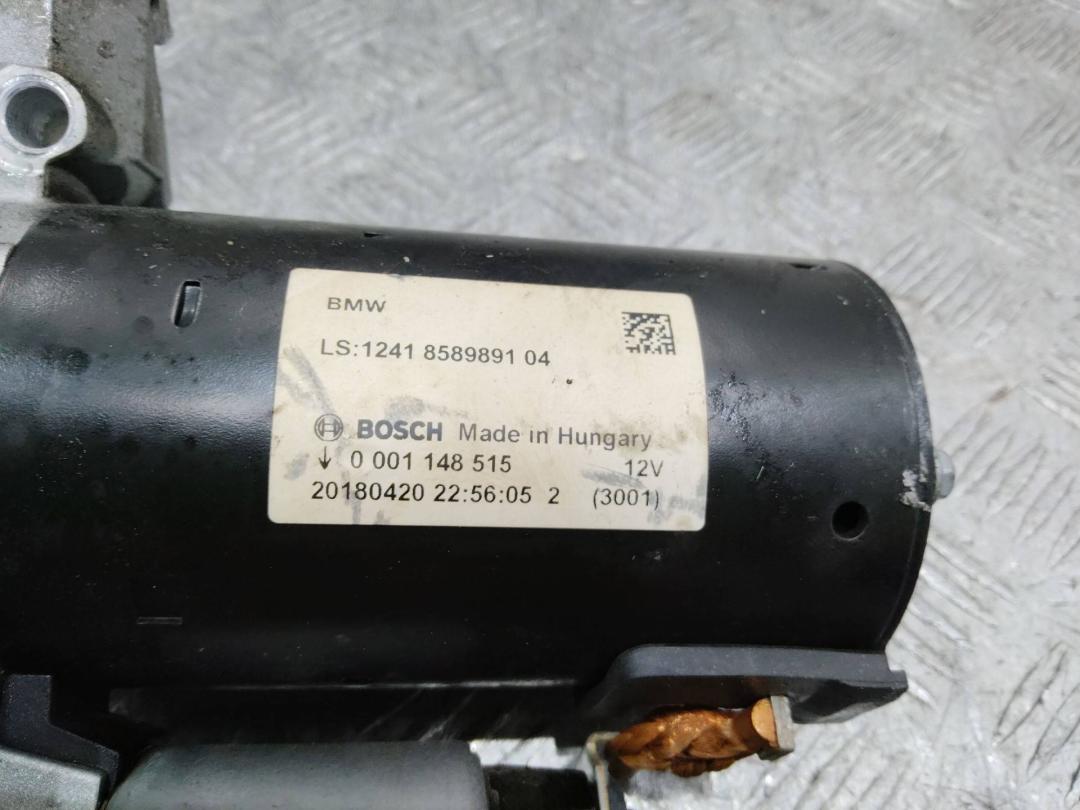 BMW
LS:1241 8589891 04
BOSCH Made in Hungary
↓ 0 001 148 515 12V
20180420 22:56:05 2 (3001)